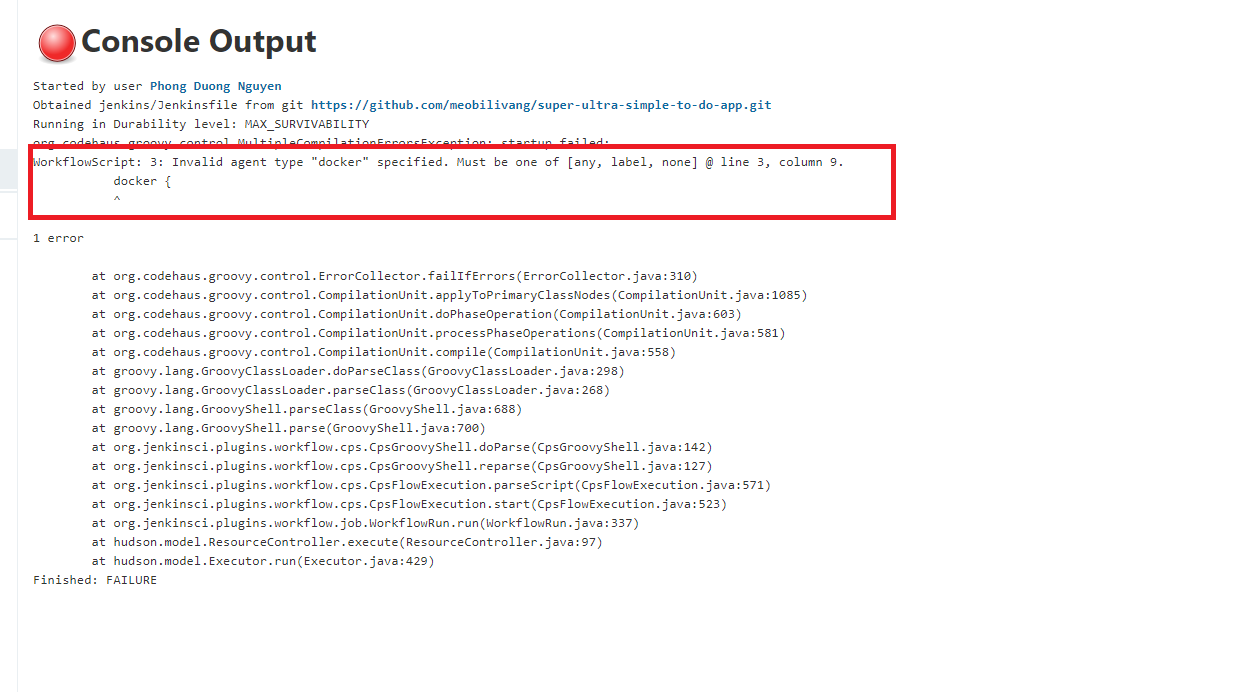 Console Output
Started by user Phong Duong Nguyen
Obtained jenkins/Jenkinsfile from git https://github.com/meobilivang/super-ultra-simple-to-do-app.git
Running in Durability level: MAX_SURVIVABILITY
org.codehaus.groovy.control.MultipleCompilationErrorsException: startup failed:
WorkflowScript: 3: Invalid agent type "docker" specified. Must be one of [any, label, none] @ line 3, column 9.
           docker {
           ^
1 error
	at org.codehaus.groovy.control.ErrorCollector.failIfErrors(ErrorCollector.java:310)
	at org.codehaus.groovy.control.CompilationUnit.applyToPrimaryClassNodes(CompilationUnit.java:1085)
	at org.codehaus.groovy.control.CompilationUnit.doPhaseOperation(CompilationUnit.java:603)
	at org.codehaus.groovy.control.CompilationUnit.processPhaseOperations(CompilationUnit.java:581)
	at org.codehaus.groovy.control.CompilationUnit.compile(CompilationUnit.java:558)
	at groovy.lang.GroovyClassLoader.doParseClass(GroovyClassLoader.java:298)
	at groovy.lang.GroovyClassLoader.parseClass(GroovyClassLoader.java:268)
	at groovy.lang.GroovyShell.parseClass(GroovyShell.java:688)
	at groovy.lang.GroovyShell.parse(GroovyShell.java:700)
	at org.jenkinsci.plugins.workflow.cps.CpsGroovyShell.doParse(CpsGroovyShell.java:142)
	at org.jenkinsci.plugins.workflow.cps.CpsGroovyShell.reparse(CpsGroovyShell.java:127)
	at org.jenkinsci.plugins.workflow.cps.CpsFlowExecution.parseScript(CpsFlowExecution.java:571)
	at org.jenkinsci.plugins.workflow.cps.CpsFlowExecution.start(CpsFlowExecution.java:523)
	at org.jenkinsci.plugins.workflow.job.WorkflowRun.run(WorkflowRun.java:337)
	at hudson.model.ResourceController.execute(ResourceController.java:97)
	at hudson.model.Executor.run(Executor.java:429)
Finished: FAILURE